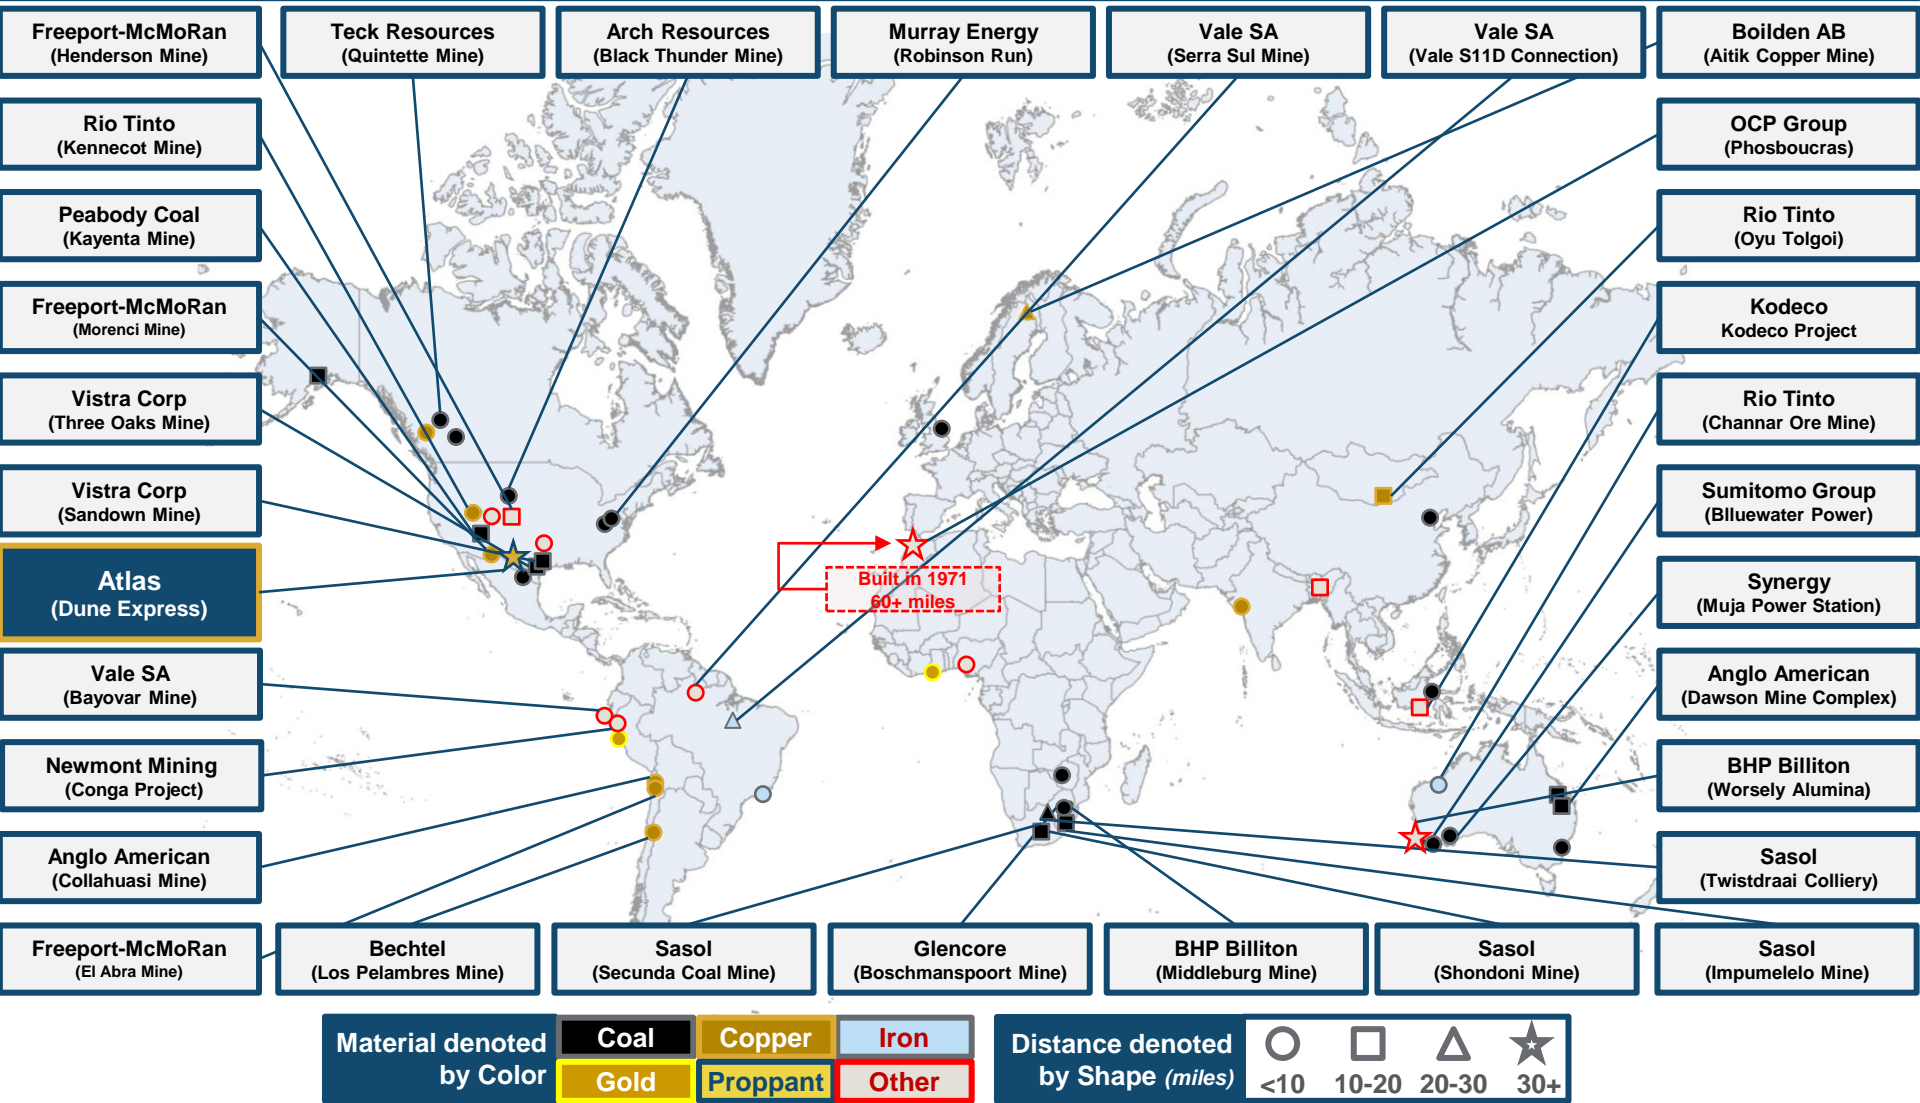 Freeport-McMoRan
(Henderson Mine)
Teck Resources
(Quintette Mine)
Arch Resources
(Black Thunder Mine)
Murray Energy
(Robinson Run)
Vale SA
(Serra Sul Mine)
Vale SA
(Vale S11D Connection)
Boilden AB
(Aitik Copper Mine)
Rio Tinto
(Kennecot Mine)
OCP Group
(Phosboucras)
Peabody Coal
(Kayenta Mine)
Rio Tinto
(Oyu Tolgoi)
Freeport-McMoRan
(Morenci Mine)
Kodeco
Kodeco Project
Vistra Corp
(Three Oaks Mine)
Rio Tinto
(Channar Ore Mine)
Vistra Corp
(Sandown Mine)
Sumitomo Group
(Blluewater Power)
Atlas
(Dune Express)
Built in 1971
60+ miles
Synergy
(Muja Power Station)
Vale SA
(Bayovar Mine)
Anglo American
(Dawson Mine Complex)
Newmont Mining
(Conga Project)
BHP Billiton
(Worsely Alumina)
Anglo American
(Collahuasi Mine)
Sasol
(Twistdraai Colliery)
Freeport-McMoRan
(El Abra Mine)
Bechtel
(Los Pelambres Mine)
Sasol
(Secunda Coal Mine)
Glencore
(Boschmanspoort Mine)
BHP Billiton
(Middleburg Mine)
Sasol
(Shondoni Mine)
Sasol
(Impumelelo Mine)
Material denoted
by Color
Coal
Copper
Iron
Gold
Proppant
Other
Distance denoted
by Shape (miles)
<10
10-20
20-30
30+